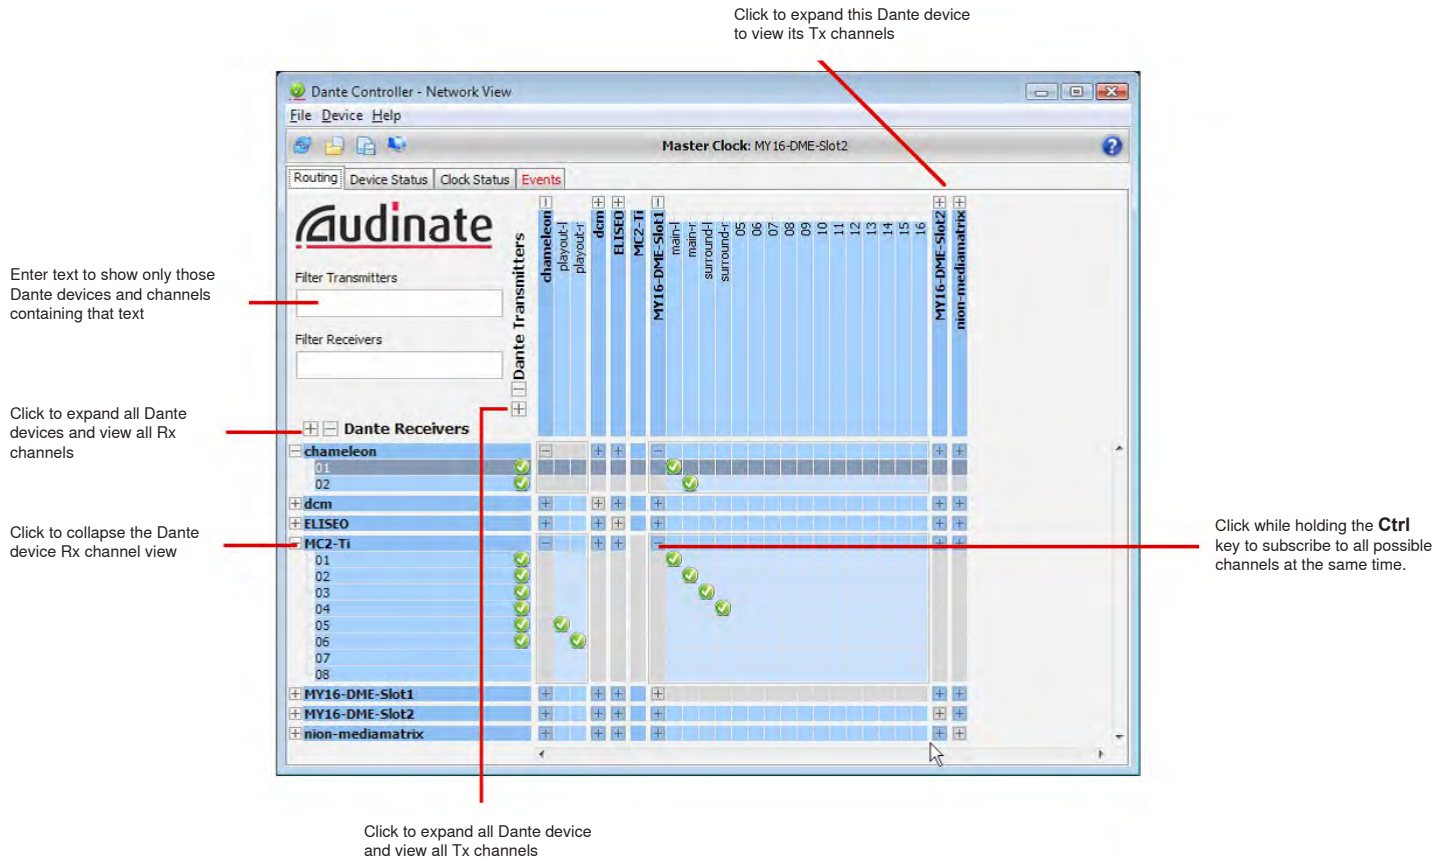 Click to expand this Dante device
to view its Tx channels
Dante Controller - Network View
File Device Help
Master Clock: MY16-DME-Slot2
Routing
Device Status
Clock Status
Events
Audinate
Filter Transmitters
Filter Receivers
Dante Transmitters
chameleon
playout-l
playout-r
dcm
ELISEO
MC2-Ti
MY16-DME-Slot1
main-l
main-r
surround-l
surround-r
05
06
07
08
09
10
11
12
13
14
15
16
MY16-DME-Slot2
nion-mediamatrix
Enter text to show only those
Dante devices and channels
containing that text
Click to expand all Dante
devices and view all Rx
channels
Dante Receivers
chameleon
01
02
dcm
ELISEO
MC2-Ti
01
02
03
04
05
06
07
08
MY16-DME-Slot1
MY16-DME-Slot2
nion-mediamatrix
Click to collapse the Dante
device Rx channel view
Click while holding the Ctrl
key to subscribe to all possible
channels at the same time.
Click to expand all Dante device
and view all Tx channels